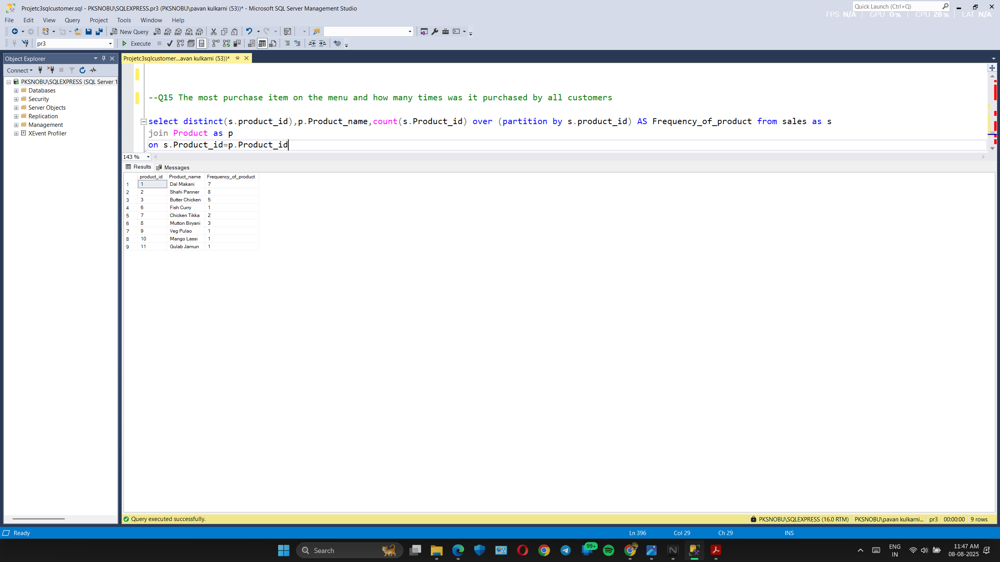 Projetc3sqlcustomer.sql - PKSNOBU\SQLEXPRESS.pr3 (PKSNOBU\pavan kulkarni (53))* - Microsoft SQL Server Management Studio
Quick Launch (Ctrl+Q)
FPS N/A GPU 0 % CPU 28 % LAT N/A
File Edit View Query Project Tools Window Help
New Query MDX DMX XMLA DAX
pr3 Execute
Object Explorer
Projetc3sqlcustomer...avan kulkarni (53))*
Connect
PKSNOBU\SQLEXPRESS (SQL Server 1
Databases
Security
Server Objects
Replication
Management
XEvent Profiler
--Q15 The most purchase item on the menu and how many times was it purchased by all customers
select distinct(s.product_id),p.Product_name,count(s.Product_id) over (partition by s.product_id) AS Frequency_of_product from sales as s
join Product as p
on s.Product_id=p.Product_id
143 %
Results Messages
product_id Product_name Frequency_of_product
1 1 Dal Makani 7
2 2 Shahi Panner 8
3 3 Butter Chicken 5
4 6 Fish Curry 1
5 7 Chicken Tikka 2
6 8 Mutton Biryani 3
7 9 Veg Pulao 1
8 10 Mango Lassi 1
9 11 Gulab Jamun 1
Query executed successfully. PKSNOBU\SQLEXPRESS (16.0 RTM) PKSNOBU\pavan kulkarni... pr3 00:00:00 9 rows
Ready Ln 396 Col 29 Ch 29 INS
Search 99+ ENG IN 11:47 AM 08-08-2025